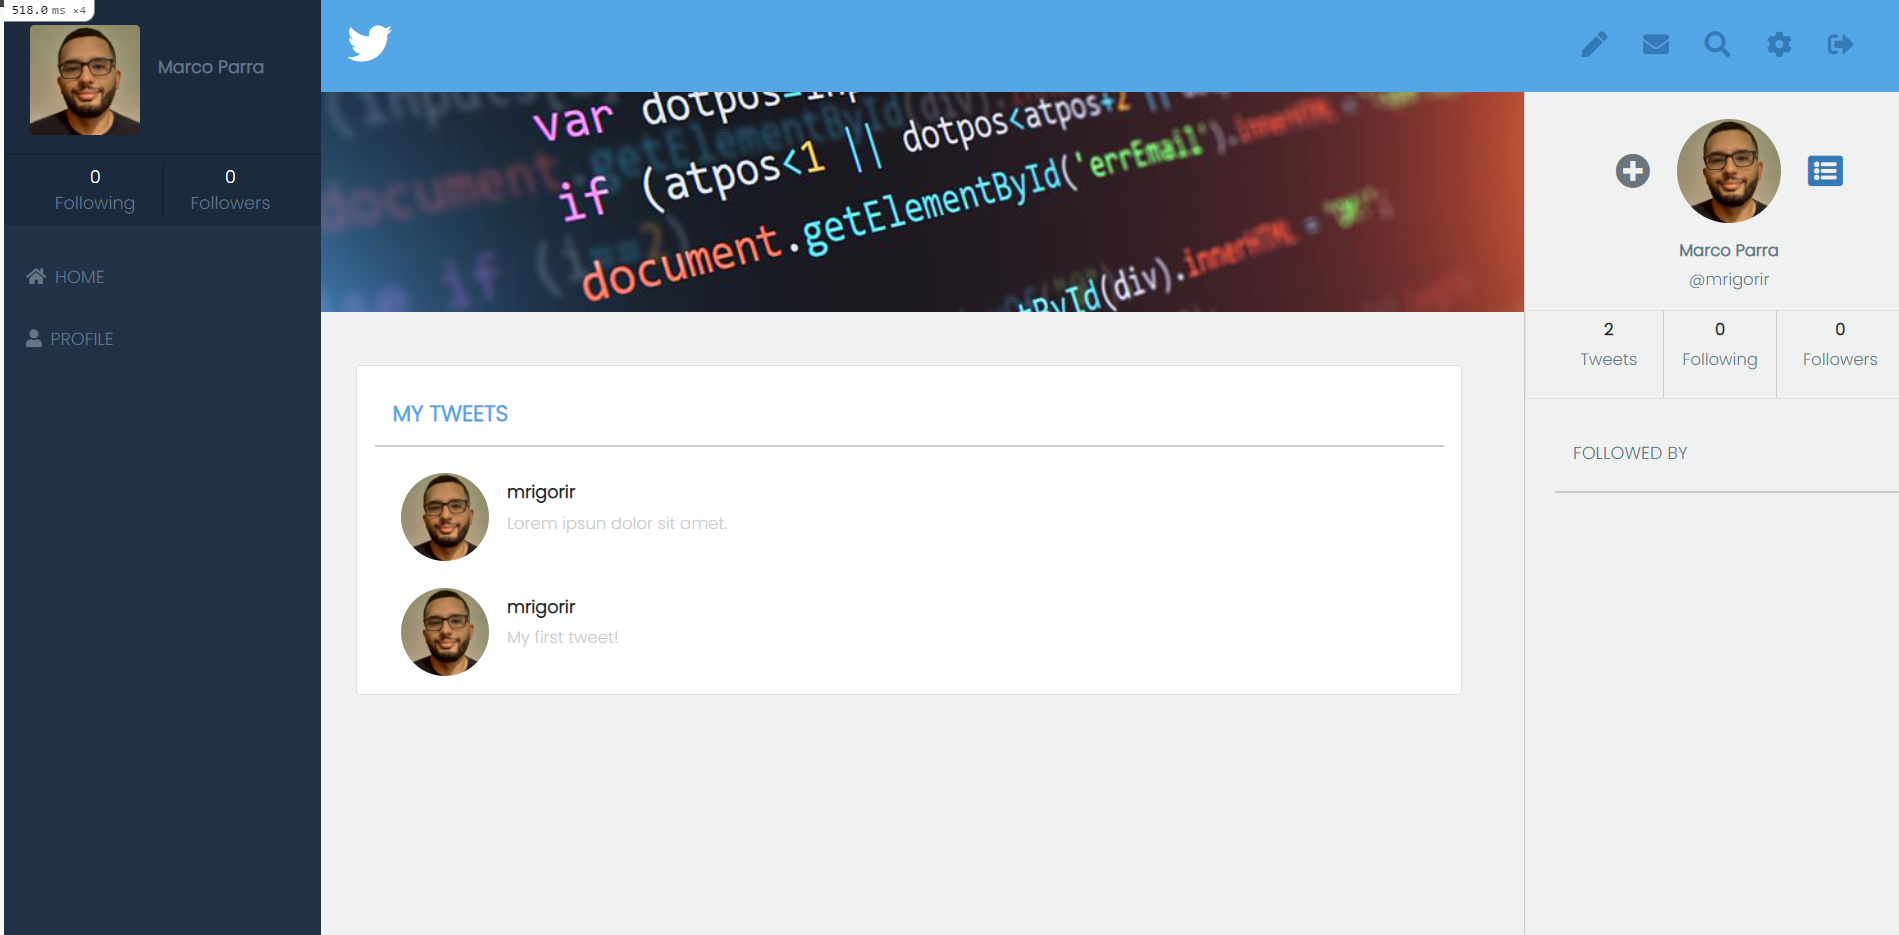 518.0 ms ×4
Marco Parra
0 0
Following Followers
HOME
PROFILE
var dotpos=inp
if (atpos<1 || dotpos<atpos+2 ||
document.getElementById('errEmail').innerHTML =
tById(div).innerHTML = "";
MY TWEETS
mrigorir
Lorem ipsun dolor sit amet.
mrigorir
My first tweet!
Marco Parra
@mrigorir
2 0 0
Tweets Following Followers
FOLLOWED BY